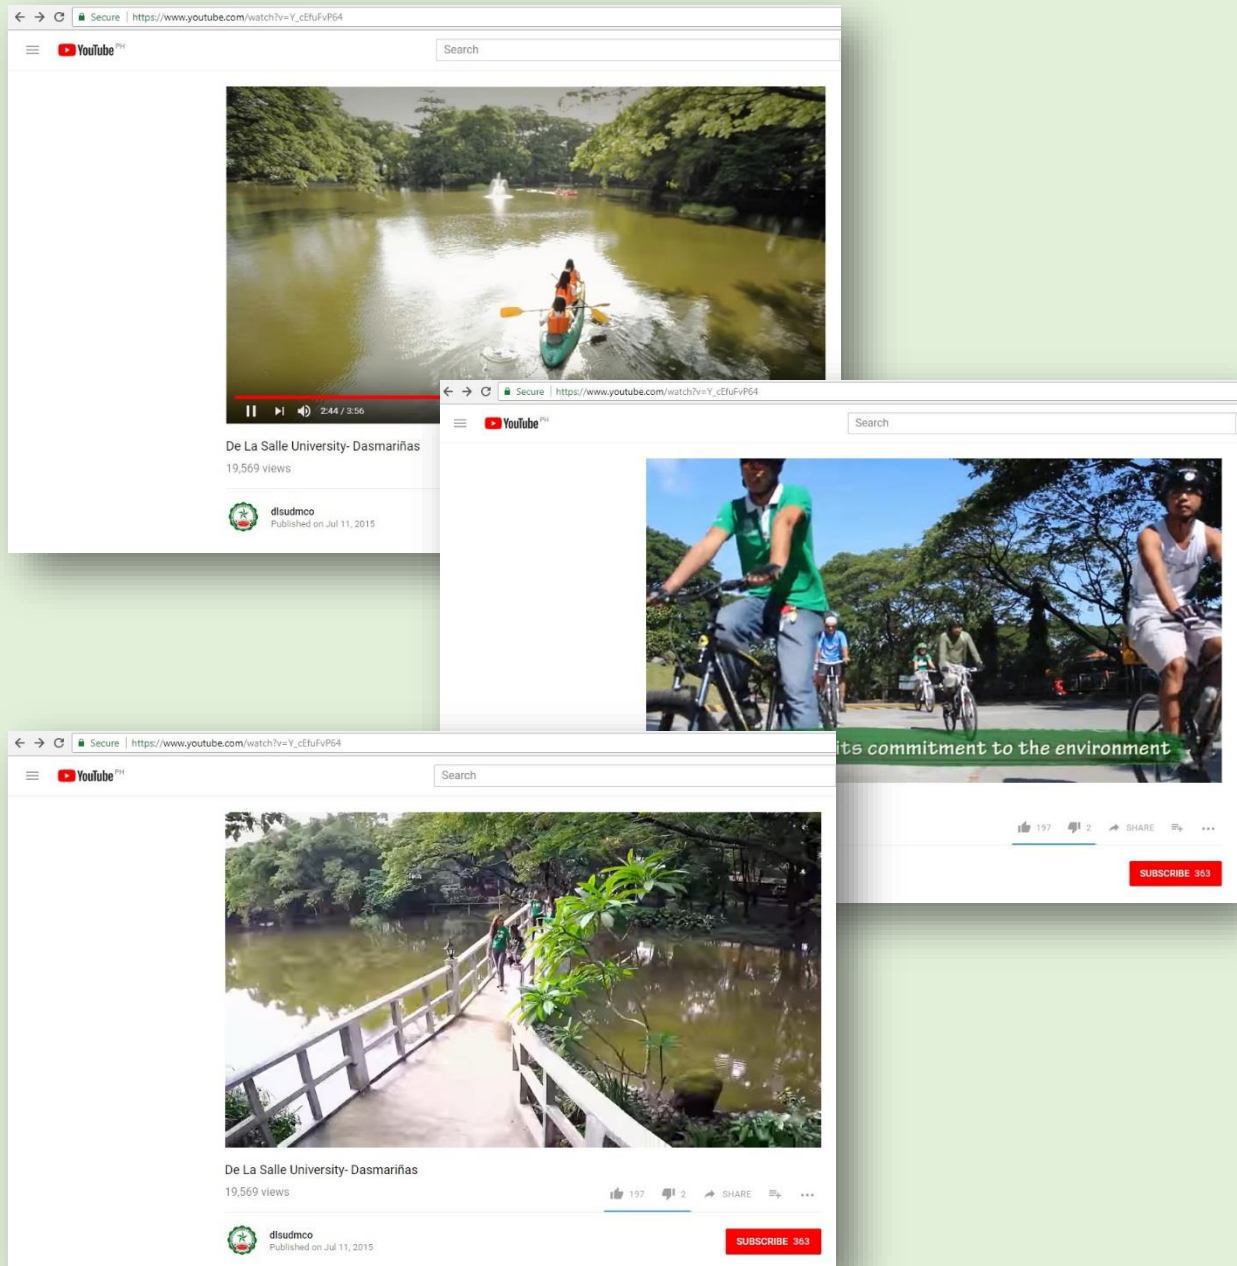 Secure | https://www.youtube.com/watch?v=Y_cEfuFvP64
YouTube PH
Search
2:44 / 3:56
De La Salle University- Dasmariñas
19,569 views
dlsudmco
Published on Jul 11, 2015
Secure | https://www.youtube.com/watch?v=Y_cEfuFvP64
YouTube PH
Search
its commitment to the environment
197 2 SHARE
SUBSCRIBE 363
Secure | https://www.youtube.com/watch?v=Y_cEfuFvP64
YouTube PH
Search
De La Salle University- Dasmariñas
19,569 views 197 2 SHARE
dlsudmco
Published on Jul 11, 2015
SUBSCRIBE 363